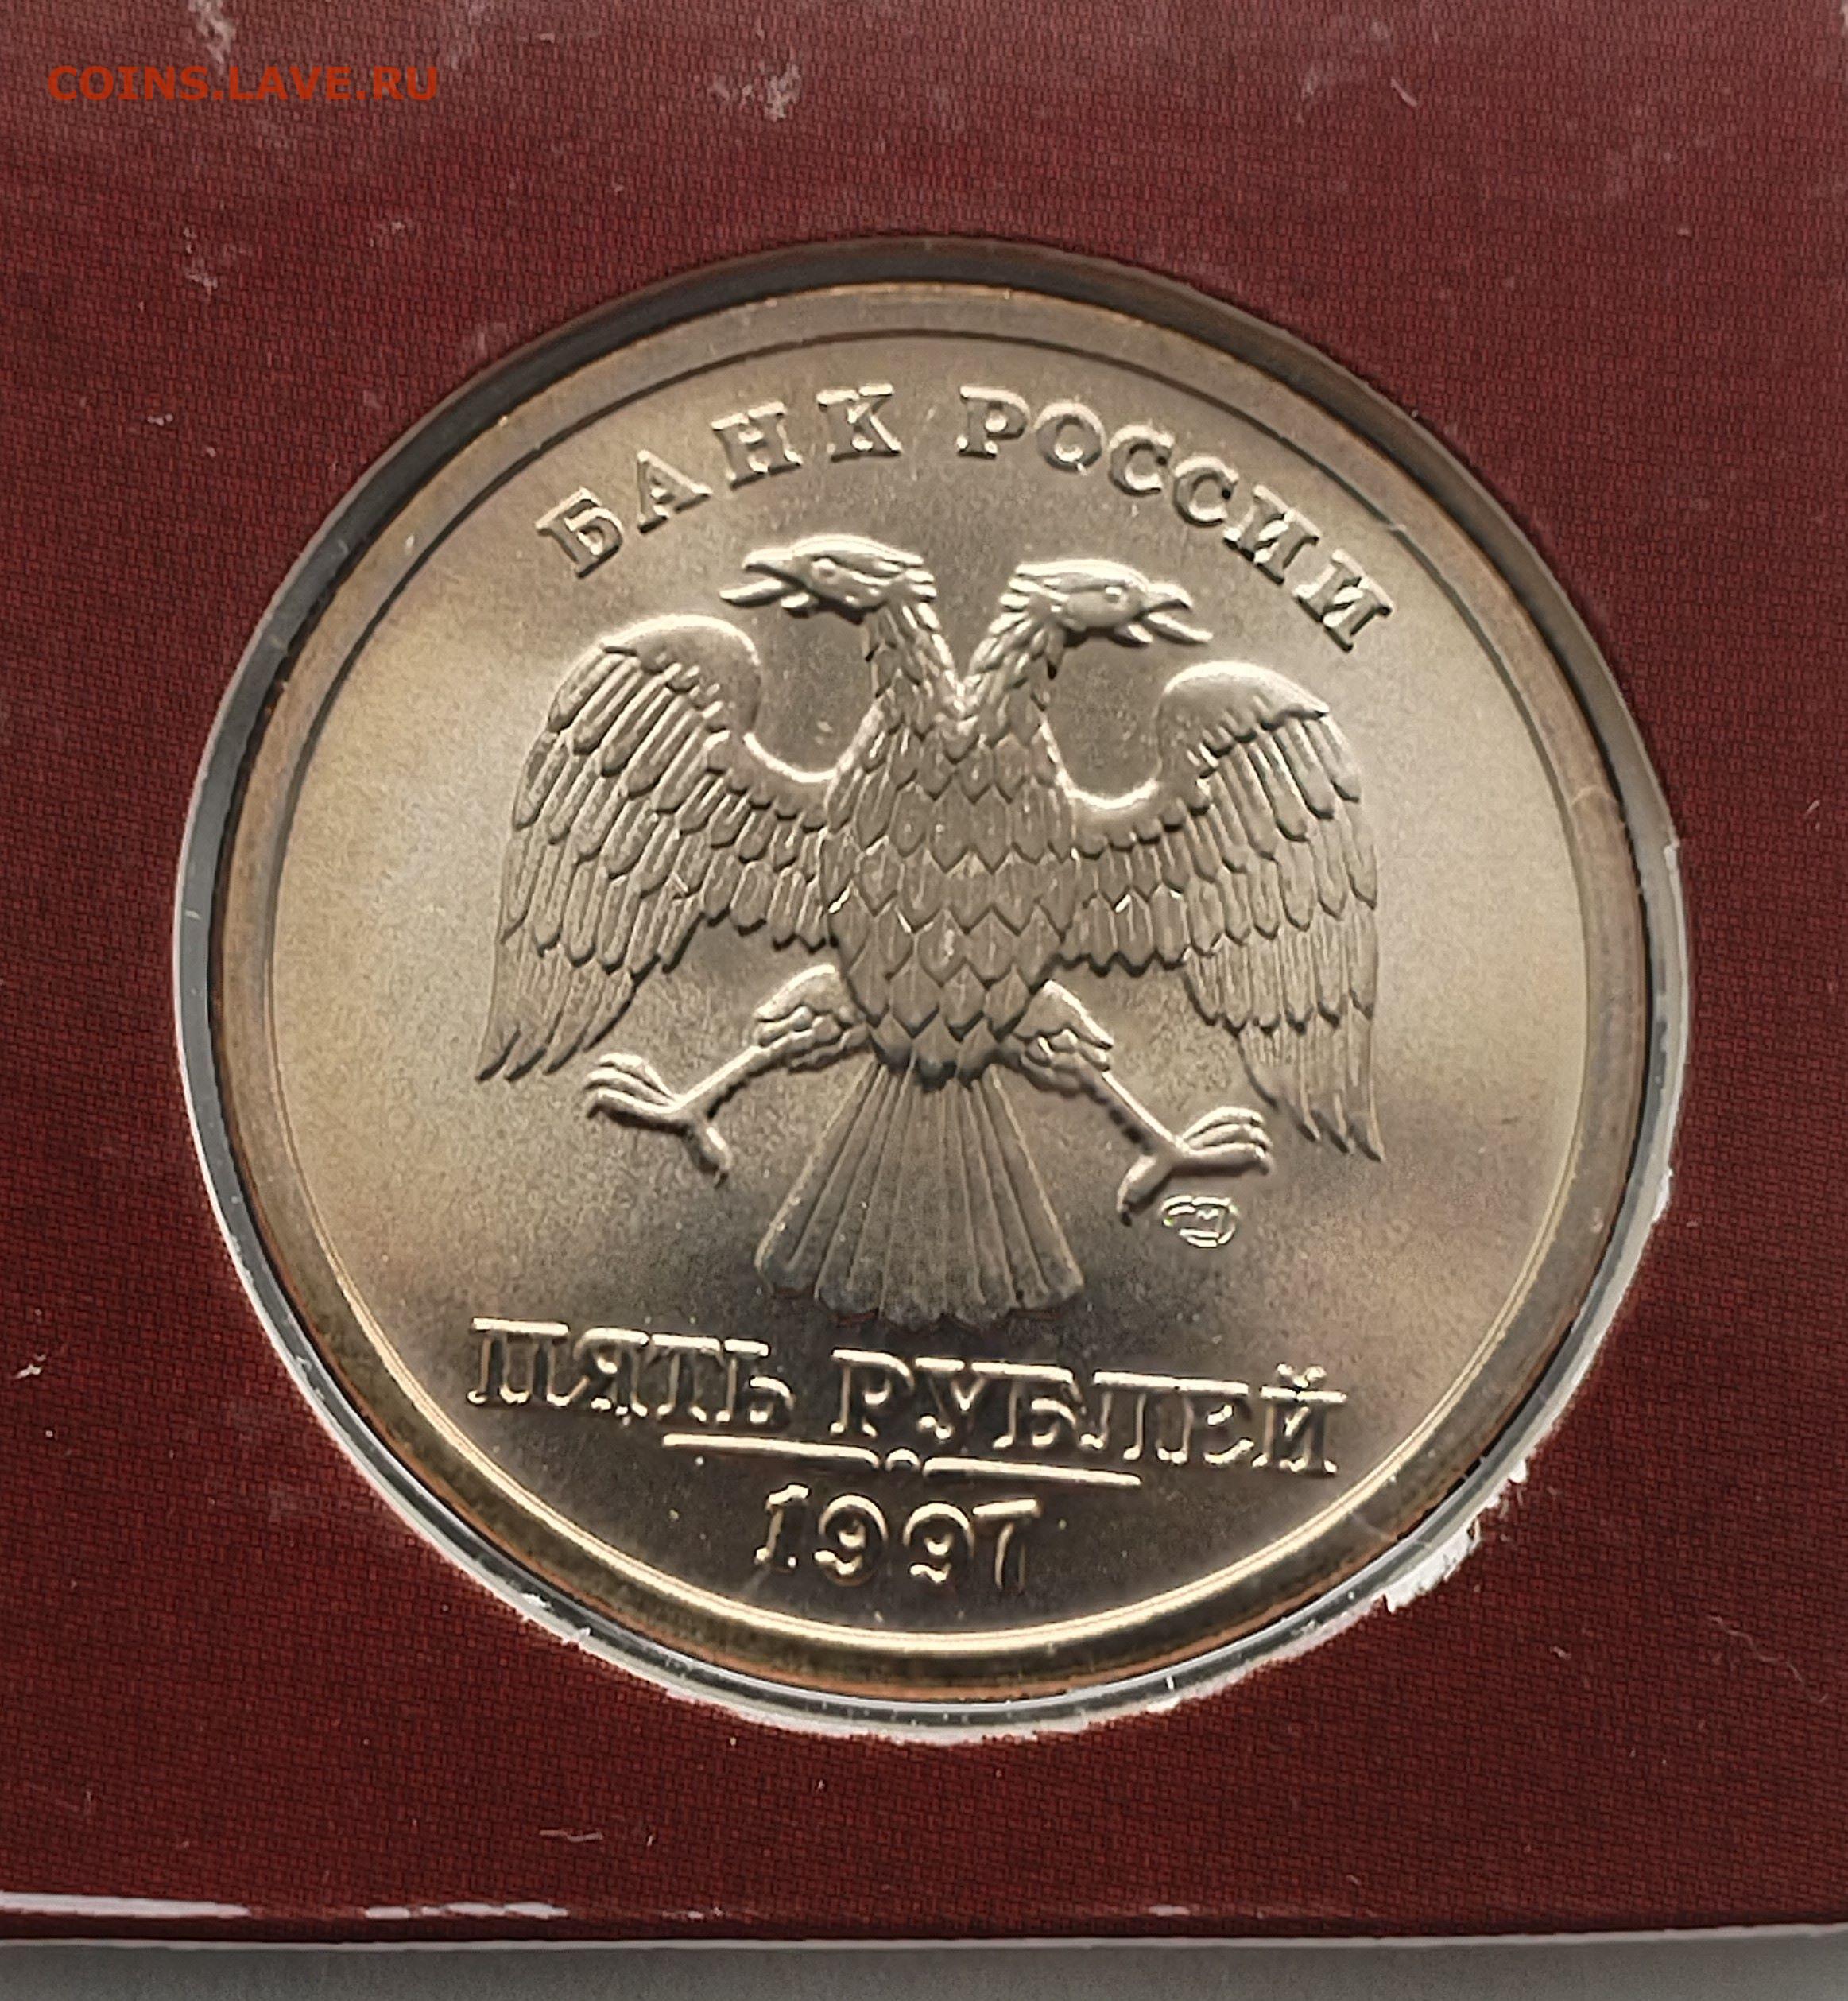 COINS.LAVE.RU
БАНК РОССИИ
ПЯТЬ РУБЛЕЙ
1997